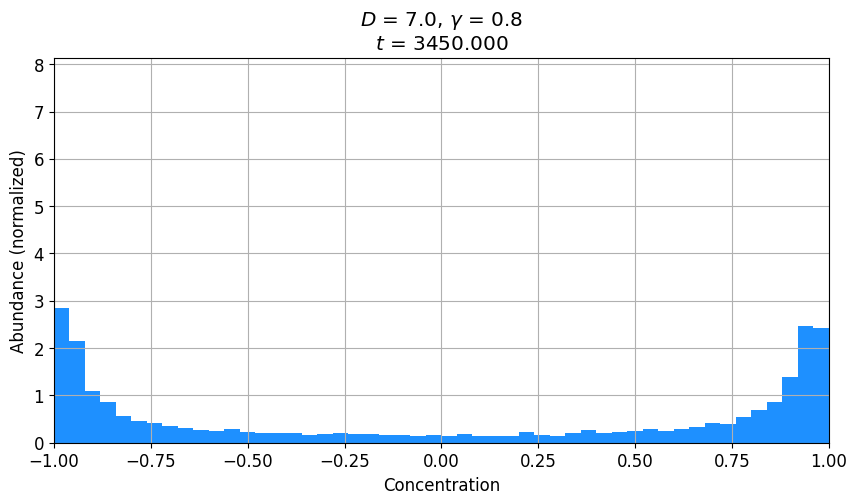 D = 7.0, γ = 0.8
t = 3450.000
8
7
6
5
4
3
2
1
0
Abundance (normalized)
−1.00 −0.75 −0.50 −0.25 0.00 0.25 0.50 0.75 1.00
Concentration